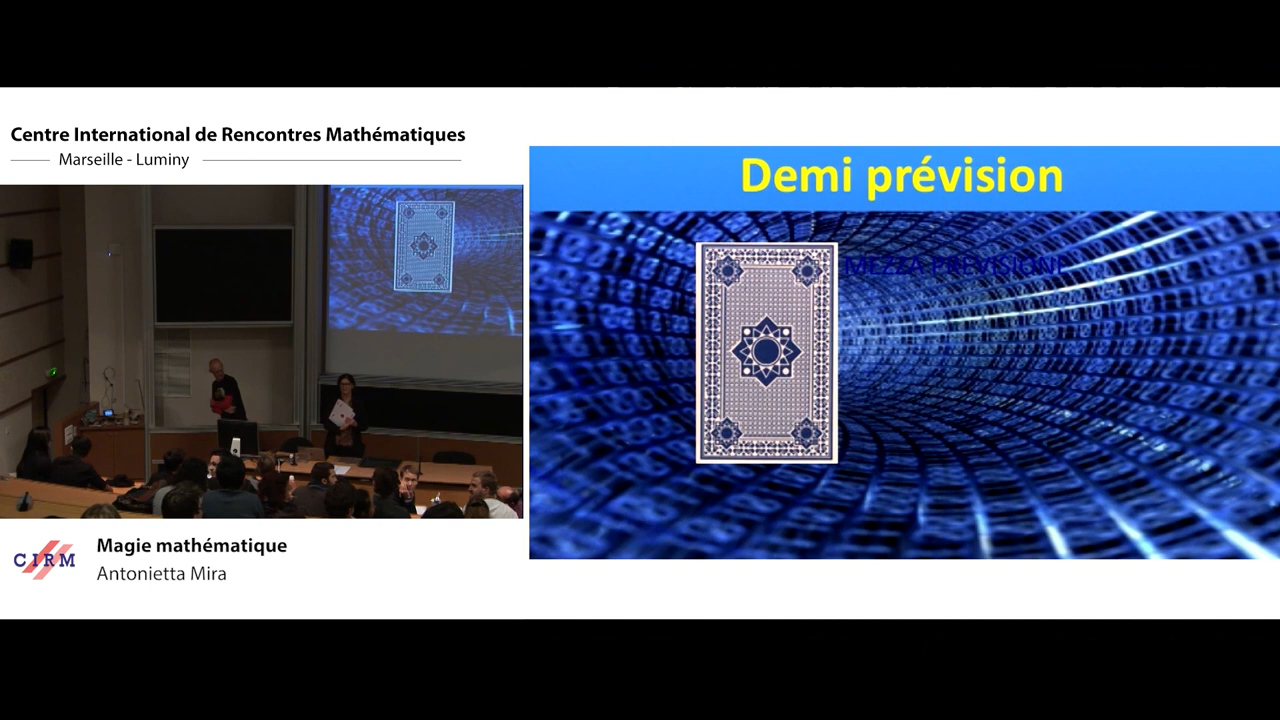 Centre International de Rencontres Mathématiques
Marseille - Luminy
Demi prévision
MEZZA PREVISIONE
CIRM
Magie mathématique
Antonietta Mira